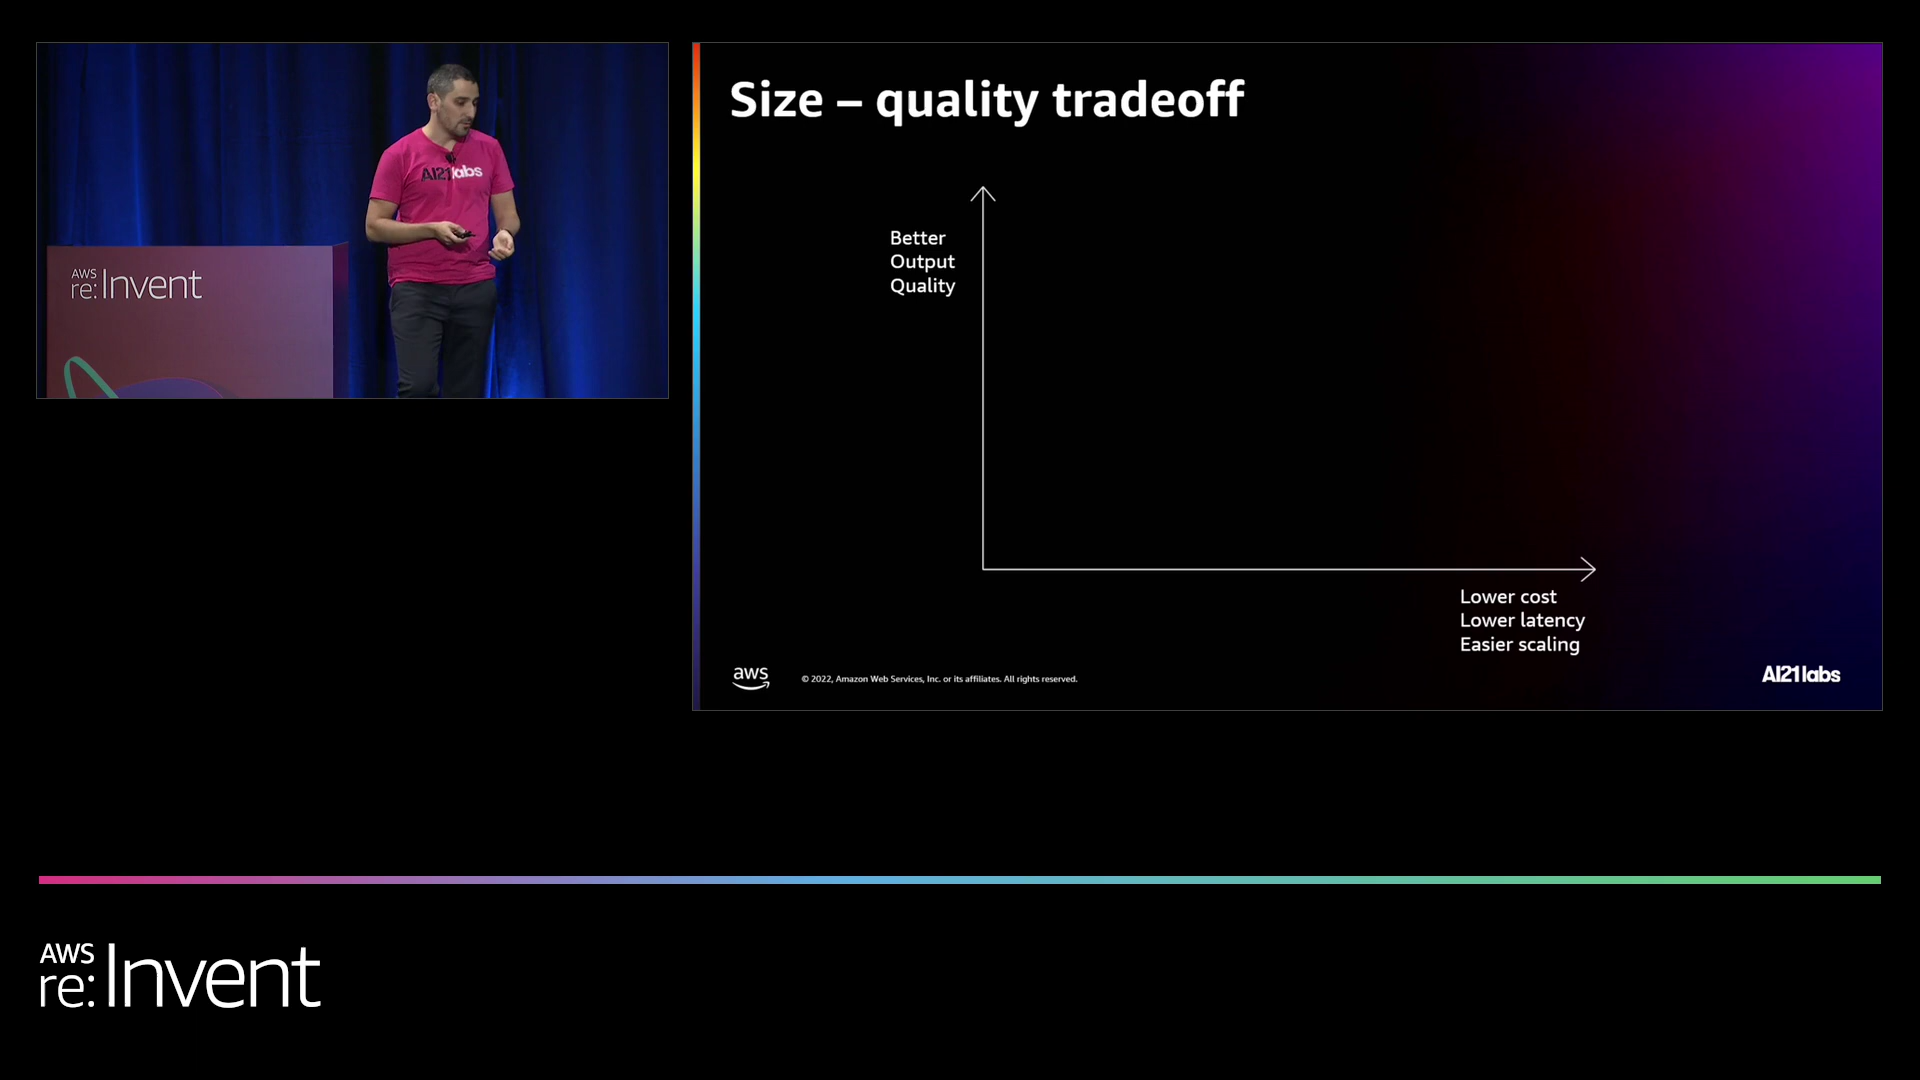 AI21labs
AWS
re:Invent
Size – quality tradeoff
Better
Output
Quality
Lower cost
Lower latency
Easier scaling
aws
© 2022, Amazon Web Services, Inc. or its affiliates. All rights reserved.
AI21labs
AWS
re:Invent